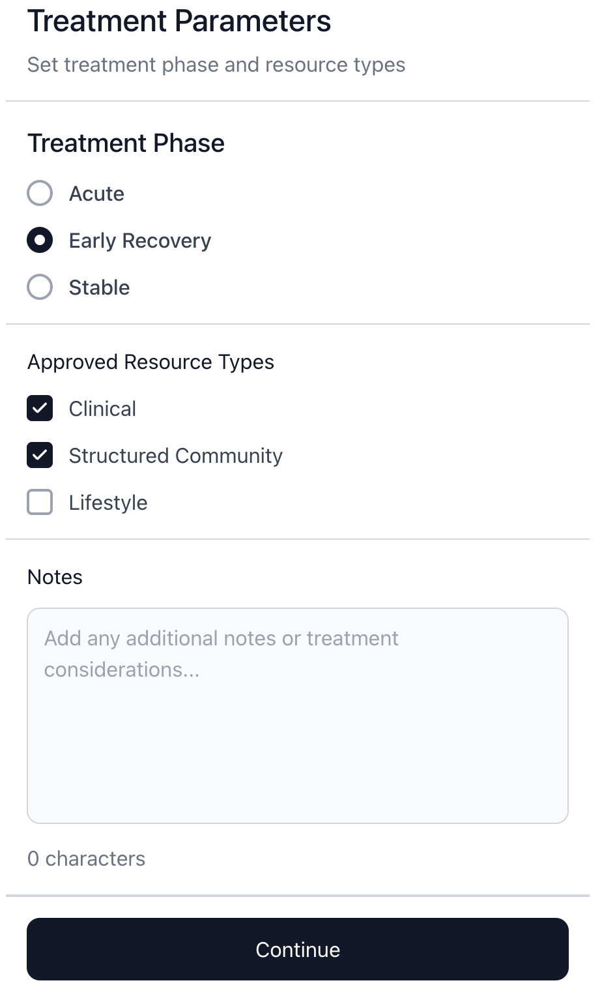 Treatment Parameters
Set treatment phase and resource types
Treatment Phase
Acute
Early Recovery
Stable
Approved Resource Types
Clinical
Structured Community
Lifestyle
Notes
Add any additional notes or treatment
considerations...
0 characters
Continue